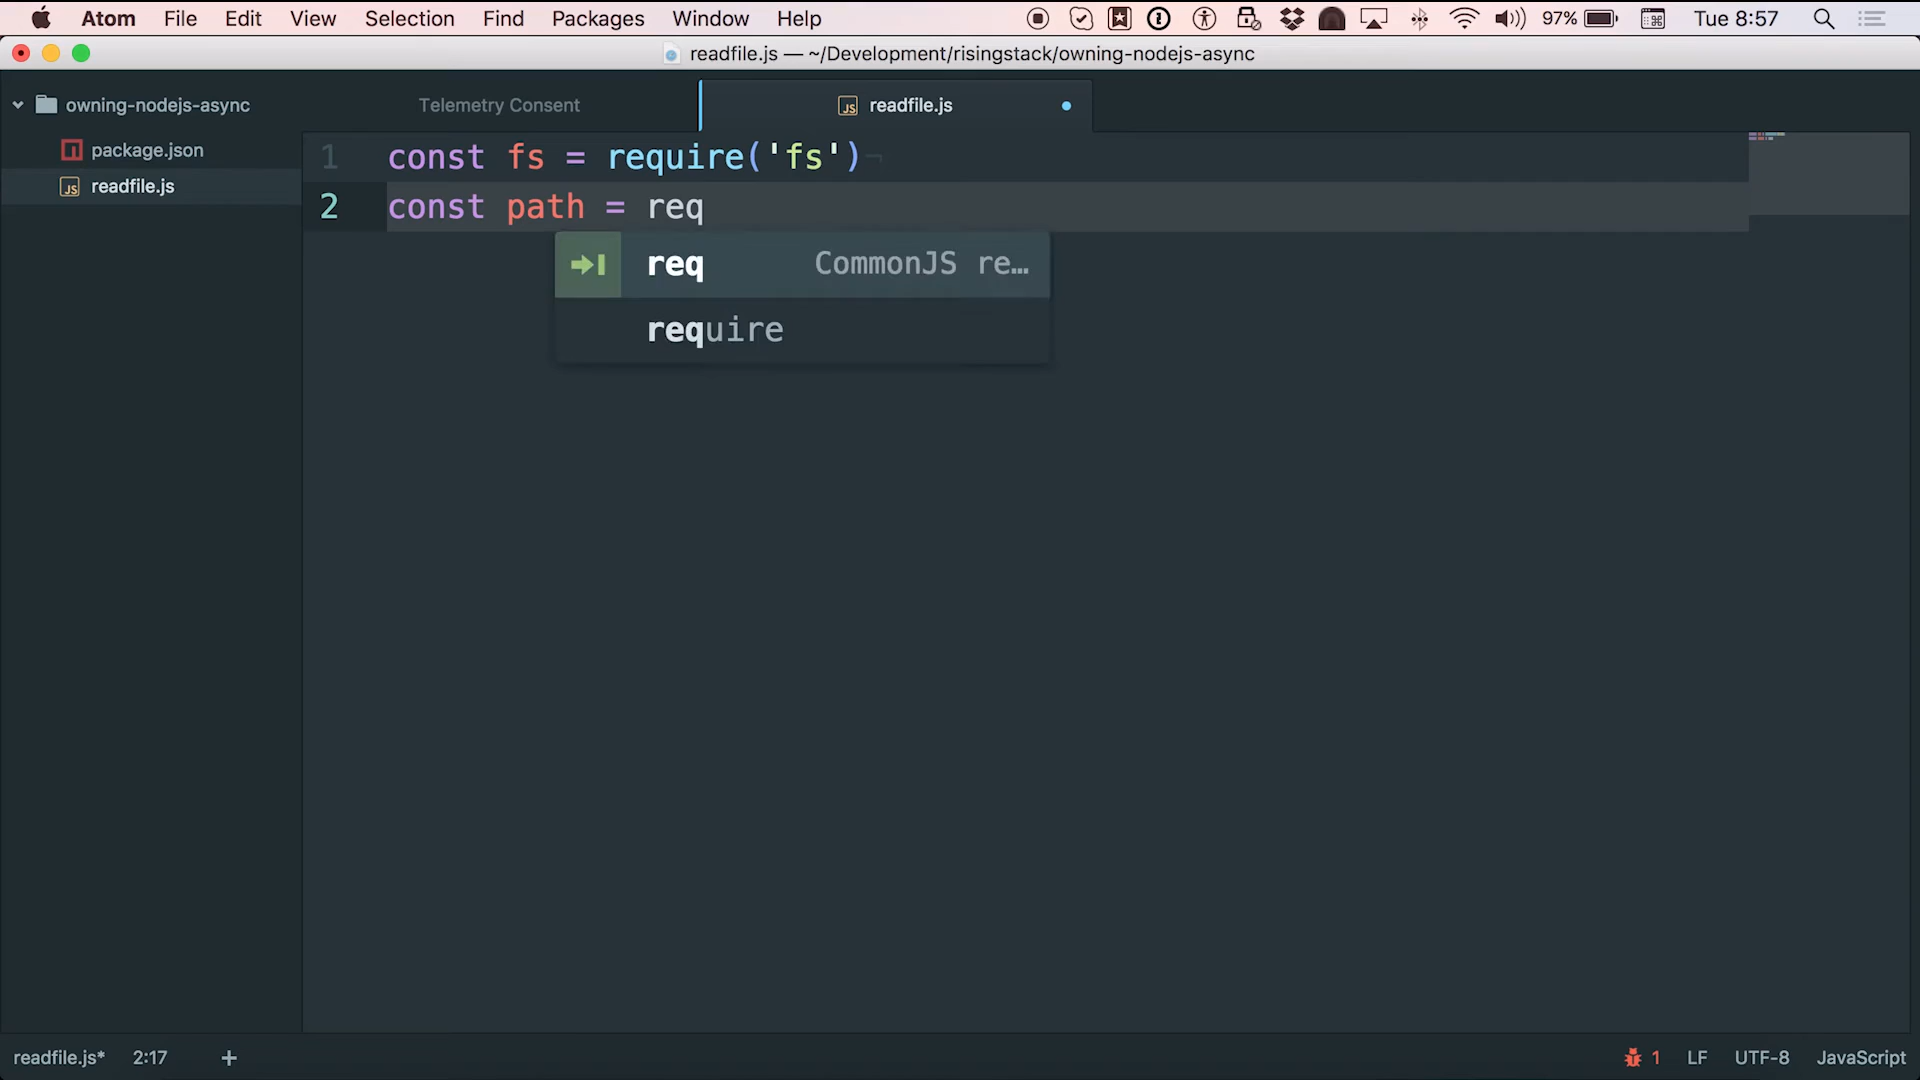 Atom File Edit View Selection Find Packages Window Help 97% Tue 8:57
readfile.js — ~/Development/risingstack/owning-nodejs-async
owning-nodejs-async
package.json
readfile.js
Telemetry Consent
readfile.js
1 const fs = require('fs')¬
2 const path = req
req CommonJS re…
require
readfile.js* 2:17 +
1 LF UTF-8 JavaScript